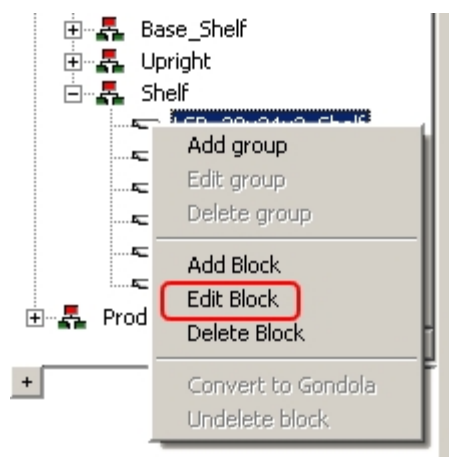 Base_Shelf
Upright
Shelf
Add group
Edit group
Delete group
Add Block
Edit Block
Delete Block
Prod
+
Convert to Gondola
Undelete block